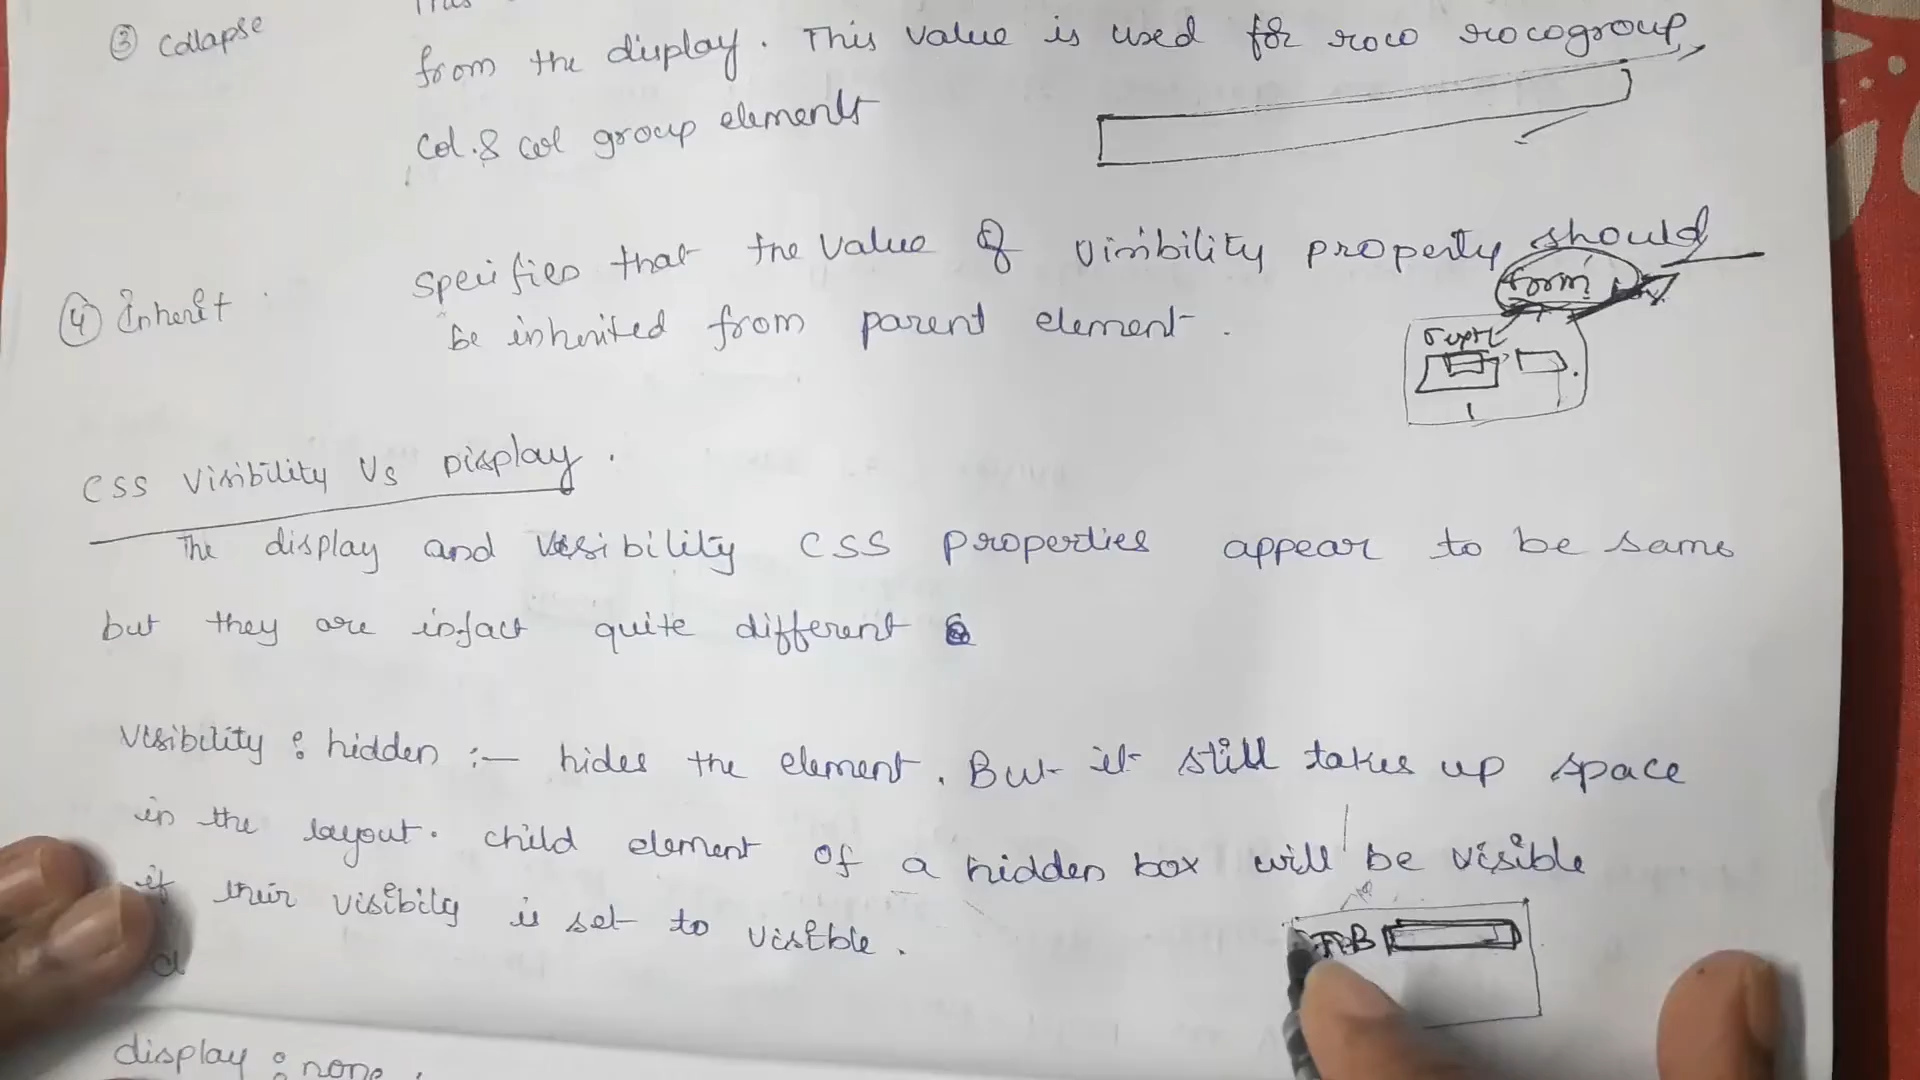 ③ Collapse
from the display. This value is used for row rowgroup
col. & col group elements
④ Inherit
specifies that the value of visibility property should
be inherited from parent element.
form
CSS Visibility Vs Display.
The display and visibility CSS properties appear to be same
but they are infact quite different
Visibility : hidden :— hides the element. But it still takes up space
in the layout. child element of a hidden box will be visible
if their visibility is set to visible.
display : none.